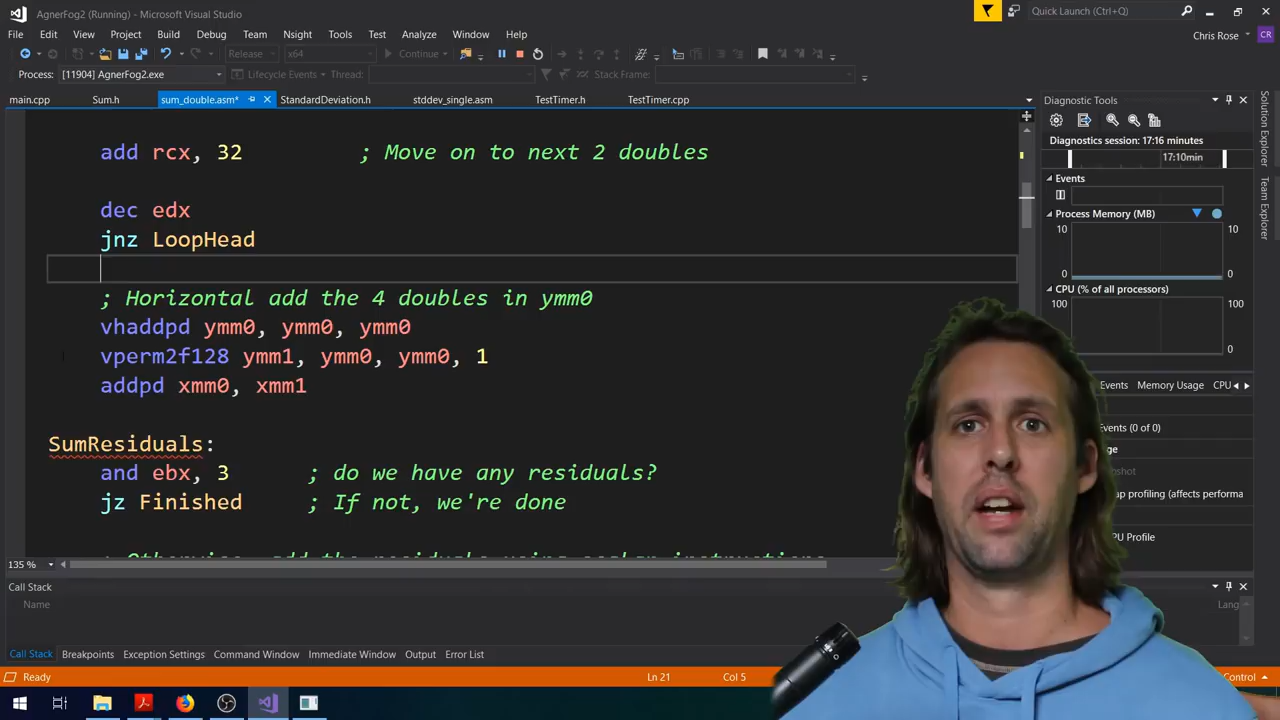 AgnerFog2 (Running) - Microsoft Visual Studio
Quick Launch (Ctrl+Q)
File Edit View Project Build Debug Team Nsight Tools Test Analyze Window Help
Chris Rose CR
Release x64 Continue
Process: [11904] AgnerFog2.exe Lifecycle Events Thread: Stack Frame:
main.cpp Sum.h sum_double.asm* StandardDeviation.h stddev_single.asm TestTimer.h TestTimer.cpp
add rcx, 32 ; Move on to next 2 doubles
dec edx
jnz LoopHead
; Horizontal add the 4 doubles in ymm0
vhaddpd ymm0, ymm0, ymm0
vperm2f128 ymm1, ymm0, ymm0, 1
addpd xmm0, xmm1
SumResiduals:
and ebx, 3 ; do we have any residuals?
jz Finished ; If not, we're done
135 %
Diagnostic Tools
Diagnostics session: 17:16 minutes
17:10min
Events
Process Memory (MB)
10 10
0 0
CPU (% of all processors)
100 100
0 0
Events Memory Usage CPU
Events (0 of 0)
Solution Explorer
Team Explorer
Call Stack
Name Lang
Call Stack Breakpoints Exception Settings Command Window Immediate Window Output Error List
Ready Ln 21 Col 5 Control